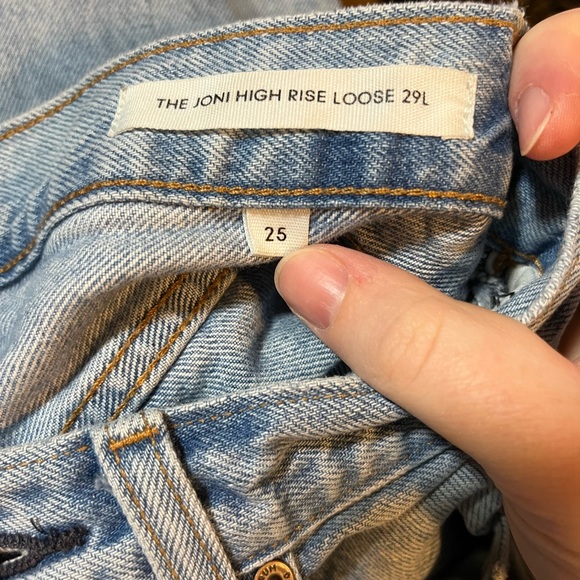 THE JONI HIGH RISE LOOSE 29L
25